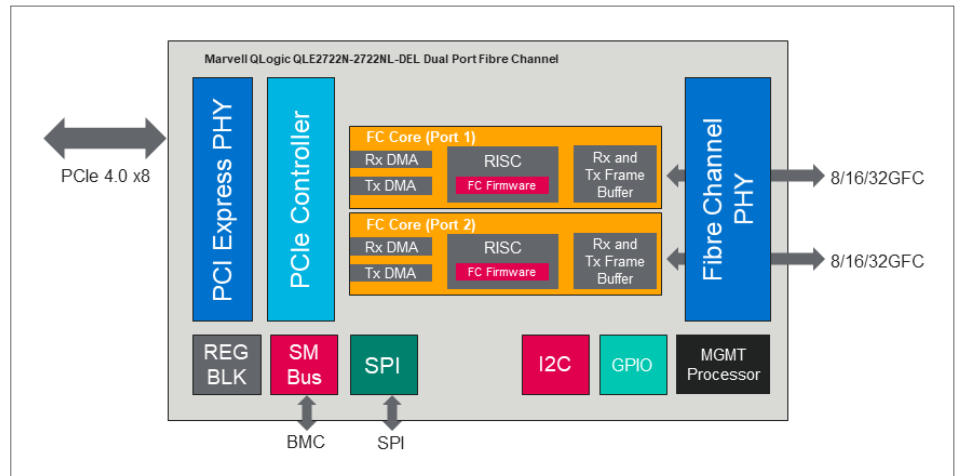 Marvell QLogic QLE2722N-2722NL-DEL Dual Port Fibre Channel
PCIe 4.0 x8
PCI Express PHY
PCIe Controller
FC Core (Port 1)
Rx DMA
Tx DMA
RISC
FC Firmware
Rx and
Tx Frame
Buffer
FC Core (Port 2)
Rx DMA
Tx DMA
RISC
FC Firmware
Rx and
Tx Frame
Buffer
Fibre Channel
PHY
8/16/32GFC
8/16/32GFC
REG
BLK
SM
Bus
SPI
I2C
GPIO
MGMT
Processor
BMC
SPI